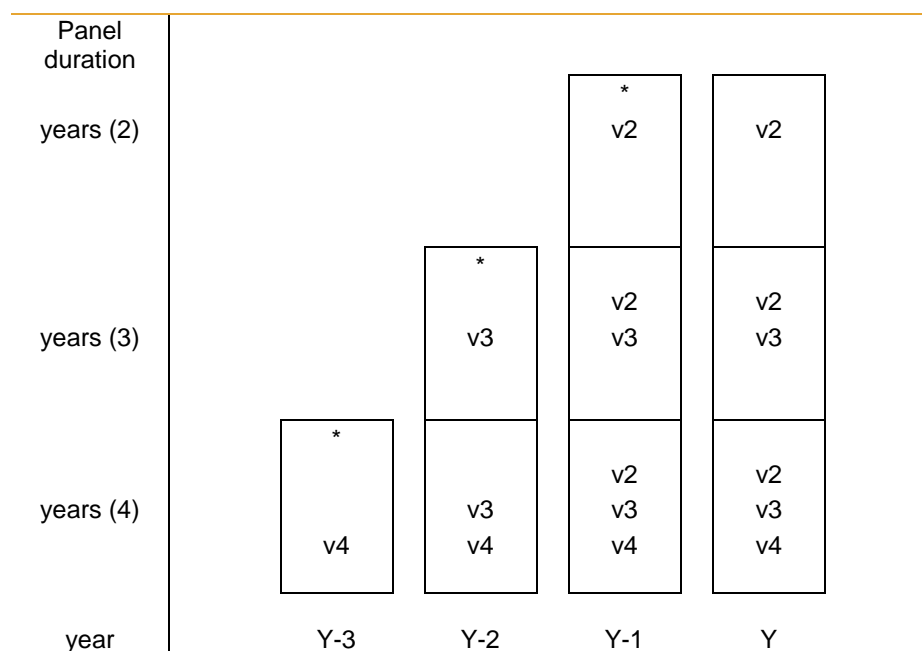 Panel
duration
*
years (2) v2 v2
*
v2 v2
years (3) v3 v3 v3
*
v2 v2
years (4) v3 v3 v3
v4 v4 v4 v4
year Y-3 Y-2 Y-1 Y